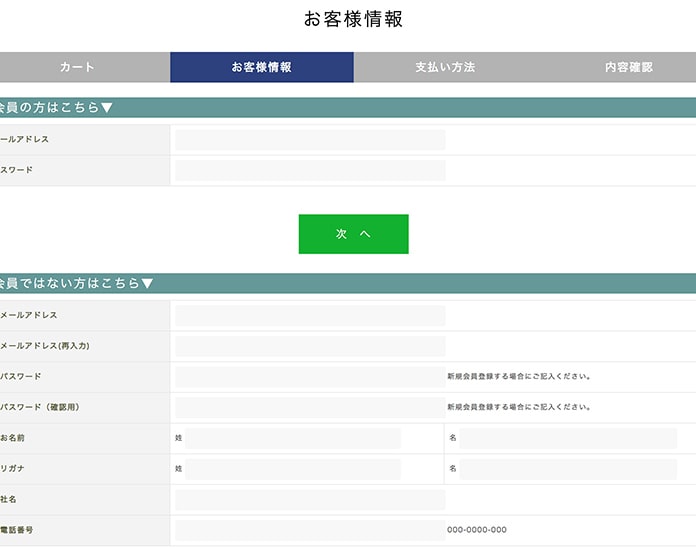 お客様情報
カート お客様情報 支払い方法 内容確認
会員の方はこちら▼
ールアドレス
スワード
次 へ
会員ではない方はこちら▼
メールアドレス
メールアドレス(再入力)
パスワード 新規会員登録する場合にご記入ください。
パスワード（確認用） 新規会員登録する場合にご記入ください。
お名前 姓 名
リガナ 姓 名
社名
電話番号 000-0000-000